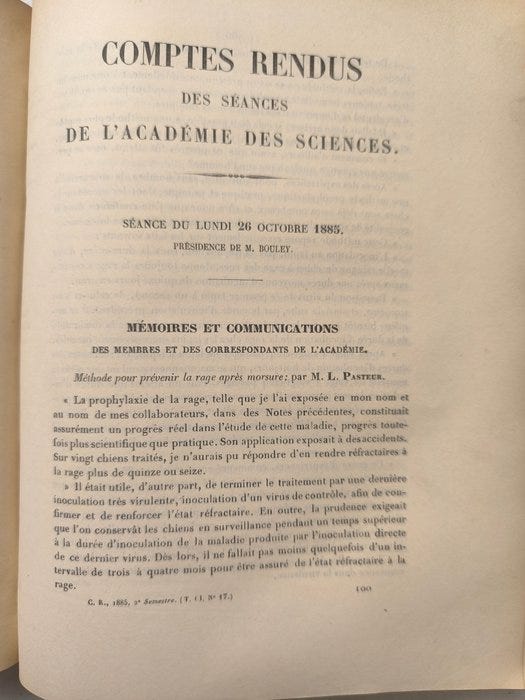 COMPTES RENDUS
DES SÉANCES
DE L'ACADÉMIE DES SCIENCES.
SÉANCE DU LUNDI 26 OCTOBRE 1885.
PRÉSIDENCE DE M. BOULEY.
MÉMOIRES ET COMMUNICATIONS
DES MEMBRES ET DES CORRESPONDANTS DE L'ACADÉMIE.
Méthode pour prévenir la rage après morsure; par M. L. PASTEUR.
« La prophylaxie de la rage, telle que je l'ai exposée en mon nom et
au nom de mes collaborateurs, dans des Notes précédentes, constituait
assurément un progrès réel dans l'étude de cette maladie, progrès toute-
fois plus scientifique que pratique. Son application exposait à des accidents.
Sur vingt chiens traités, je n'aurais pu répondre d'en rendre réfractaires à
la rage plus de quinze ou seize.
» Il était utile, d'autre part, de terminer le traitement par une dernière
inoculation très virulente, inoculation d'un virus de contrôle, afin de con-
firmer et de renforcer l'état réfractaire. En outre, la prudence exigeait
que l'on conservât les chiens en surveillance pendant un temps supérieur
à la durée d'inoculation de la maladie produite par l'inoculation directe
de ce dernier virus. Dès lors, il ne fallait pas moins quelquefois d'un in-
tervalle de trois à quatre mois pour être assuré de l'état réfractaire à la
rage.
C. R., 1885, 2e Semestre. (T. CI, N° 17.)
100